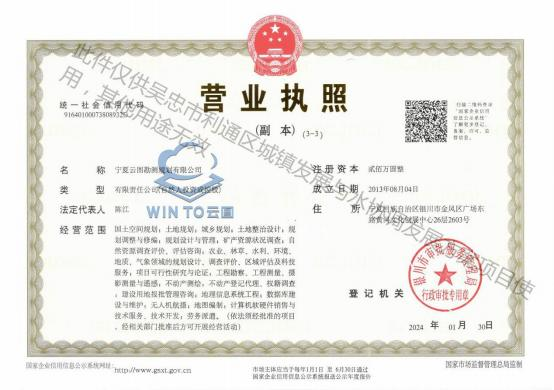 营业执照
（副 本）(3-3)
统一社会信用代码
扫描二维码登录
“国家企业信用
信息公示系统”
了解更多登记、
备案、许可、监
管信息。
名 称 宁夏云图勘测规划有限公司
类 型 有限责任公司(自然人投资或控股)
法定代表人 陈江
经营范围 国土空间规划；土地规划；城乡规划；土地整治设计；规
划调整与修编；规划设计与管理；矿产资源状况调查；自
然资源调查评价、评估咨询；农业、林草、水利、环境、
地质、气象领域的规划设计、调查评价、区域评估及科技
服务，项目可行性研究与论证，工程勘察、工程测量、摄
影测量与遥感，不动产测绘、不动产登记代理、权籍调查；
建设用地报批管理咨询；地理信息系统工程；数据库建
设与维护；无人机航摄；地图编制；计算机软硬件销售与
技术服务、技术开发；劳务派遣。（依法须经批准的项目
，经相关部门批准后方可开展经营活动）
注册资本 贰佰万圆整
成立日期 2013年08月04日
住 所 宁夏回族自治区银川市金凤区广场东
路黄河文化发展中心26层2603号
WIN TO云图
此件仅供吴忠市利通区城镇发展与水协调发展 项目使
用，其他用途无效
登记机关
银川市审批服务管理局
行政审批专用章
2024 年 01 月 30日
国家企业信用信息公示系统网址：
http://www.gsxt.gov.cn
市场主体应当于每年1月1日 至 6月30日通过
国家企业信用信息公示系统报送公示年度报告
国家市场监督管理总局监制